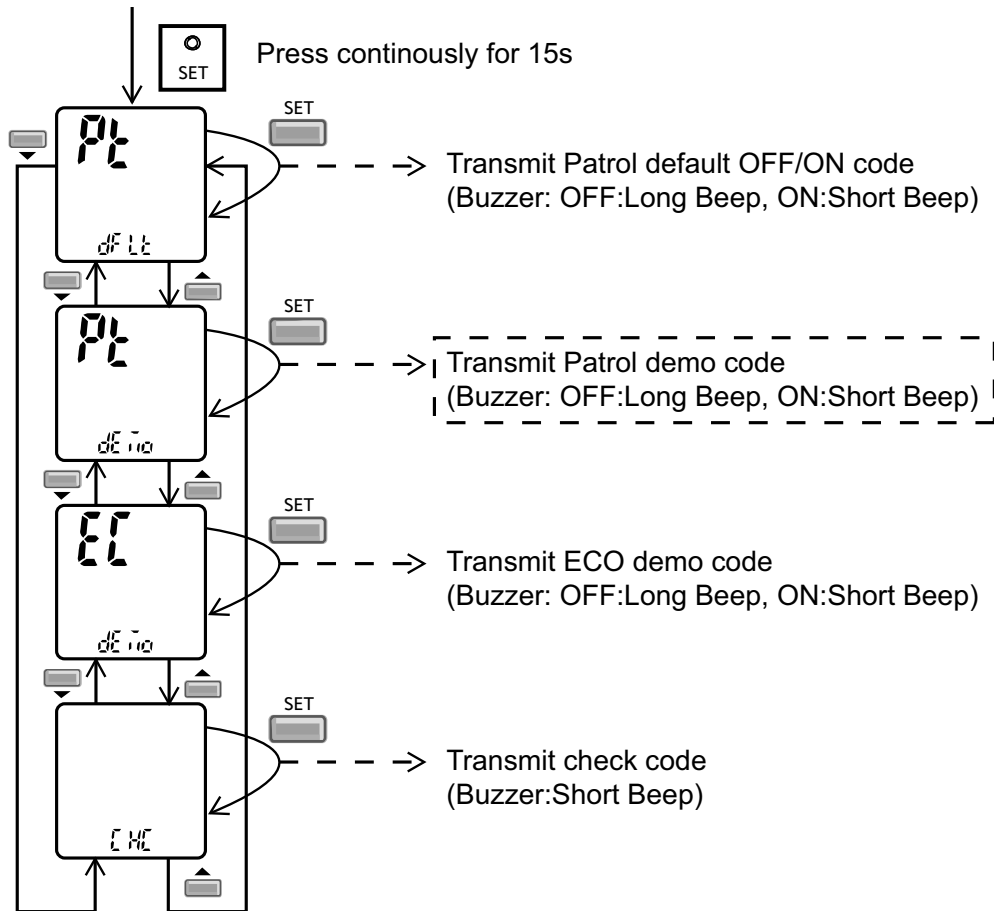 SET
Press continously for 15s
Pt
dFLt
SET
Transmit Patrol default OFF/ON code
(Buzzer: OFF:Long Beep, ON:Short Beep)
Pt
dEmo
SET
Transmit Patrol demo code
(Buzzer: OFF:Long Beep, ON:Short Beep)
EC
dEmo
SET
Transmit ECO demo code
(Buzzer: OFF:Long Beep, ON:Short Beep)
CHC
SET
Transmit check code
(Buzzer:Short Beep)